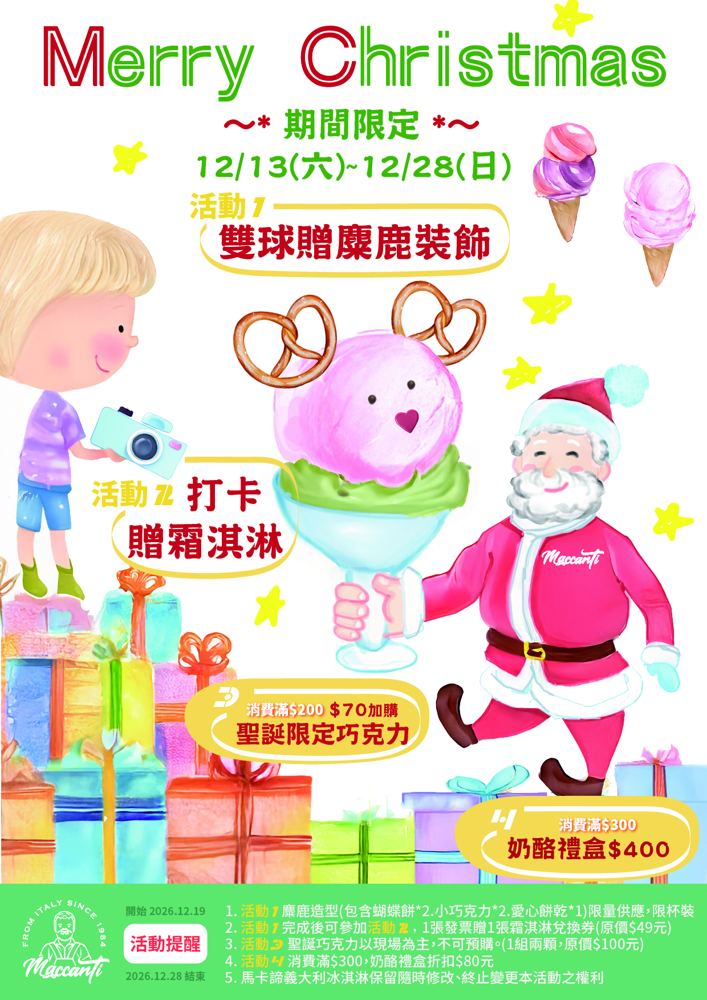 Merry Christmas
～* 期間限定 *～
12/13(六)~12/28(日)
活動1
雙球贈麋鹿裝飾
活動2 打卡
贈霜淇淋
Maccanti
3 消費滿$200 $70加購
聖誕限定巧克力
4 消費滿$300
奶酪禮盒$400
FROM ITALY SINCE 1984
Maccanti
開始 2026.12.19
活動提醒
2026.12.28 結束
1. 活動1 麋鹿造型(包含蝴蝶餅*2.小巧克力*2.愛心餅乾*1)限量供應,限杯裝
2. 活動1 完成後可參加活動2，1張發票贈1張霜淇淋兌換券(原價$49元)
3. 活動3 聖誕巧克力以現場為主,不可預購。(1組兩顆,原價$100元)
4. 活動4 消費滿$300,奶酪禮盒折扣$80元
5. 馬卡諦義大利冰淇淋保留隨時修改、終止變更本活動之權利